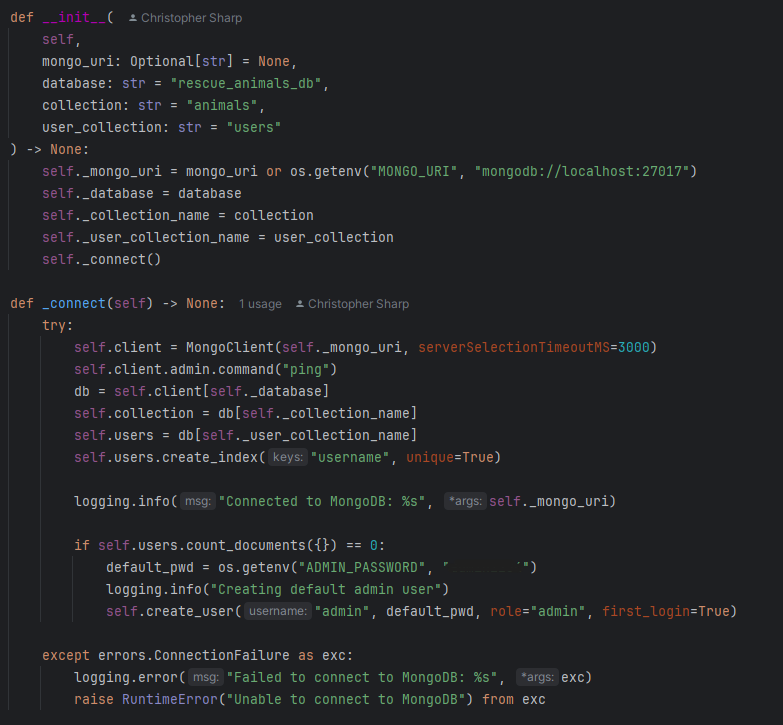 def __init__( Christopher Sharp
    self,
    mongo_uri: Optional[str] = None,
    database: str = "rescue_animals_db",
    collection: str = "animals",
    user_collection: str = "users"
) -> None:
    self._mongo_uri = mongo_uri or os.getenv("MONGO_URI", "mongodb://localhost:27017")
    self._database = database
    self._collection_name = collection
    self._user_collection_name = user_collection
    self._connect()
def _connect(self) -> None: 1 usage Christopher Sharp
    try:
        self.client = MongoClient(self._mongo_uri, serverSelectionTimeoutMS=3000)
        self.client.admin.command("ping")
        db = self.client[self._database]
        self.collection = db[self._collection_name]
        self.users = db[self._user_collection_name]
        self.users.create_index( keys: "username", unique=True)
        logging.info( msg: "Connected to MongoDB: %s", *args: self._mongo_uri)
        if self.users.count_documents({}) == 0:
            default_pwd = os.getenv("ADMIN_PASSWORD", "")
            logging.info("Creating default admin user")
            self.create_user( username: "admin", default_pwd, role="admin", first_login=True)
    except errors.ConnectionFailure as exc:
        logging.error( msg: "Failed to connect to MongoDB: %s", *args: exc)
        raise RuntimeError("Unable to connect to MongoDB") from exc